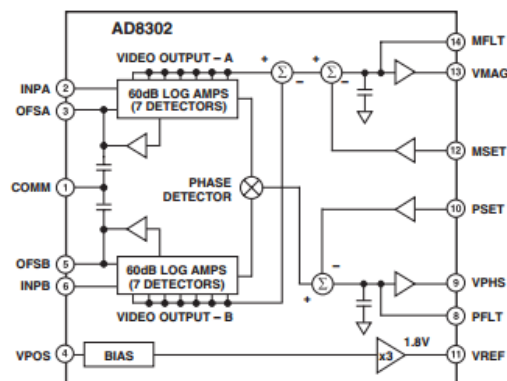 AD8302
VIDEO OUTPUT – A
INPA 2
OFSA 3
60dB LOG AMPS
(7 DETECTORS)
+ Σ –
+ Σ –
14 MFLT
13 VMAG
12 MSET
COMM 1
PHASE
DETECTOR
10 PSET
–
+ Σ
OFSB 5
INPB 6
60dB LOG AMPS
(7 DETECTORS)
VIDEO OUTPUT – B
9 VPHS
8 PFLT
VPOS 4
BIAS
x3
1.8V
11 VREF